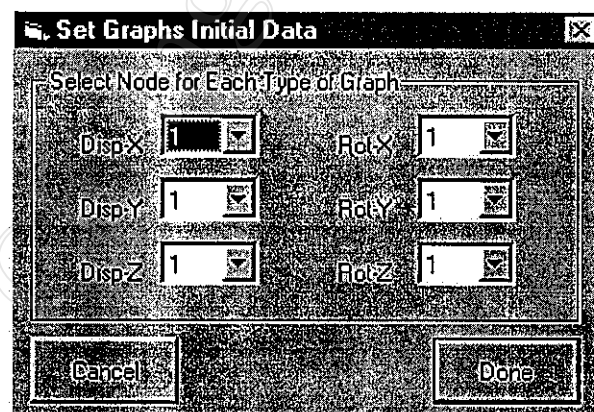 Set Graphs Initial Data
Select Node for Each Type of Graph
Disp-X 1 Rot-X 1
Disp-Y 1 Rot-Y 1
Disp-Z 1 Rot-Z 1
Cancel Done